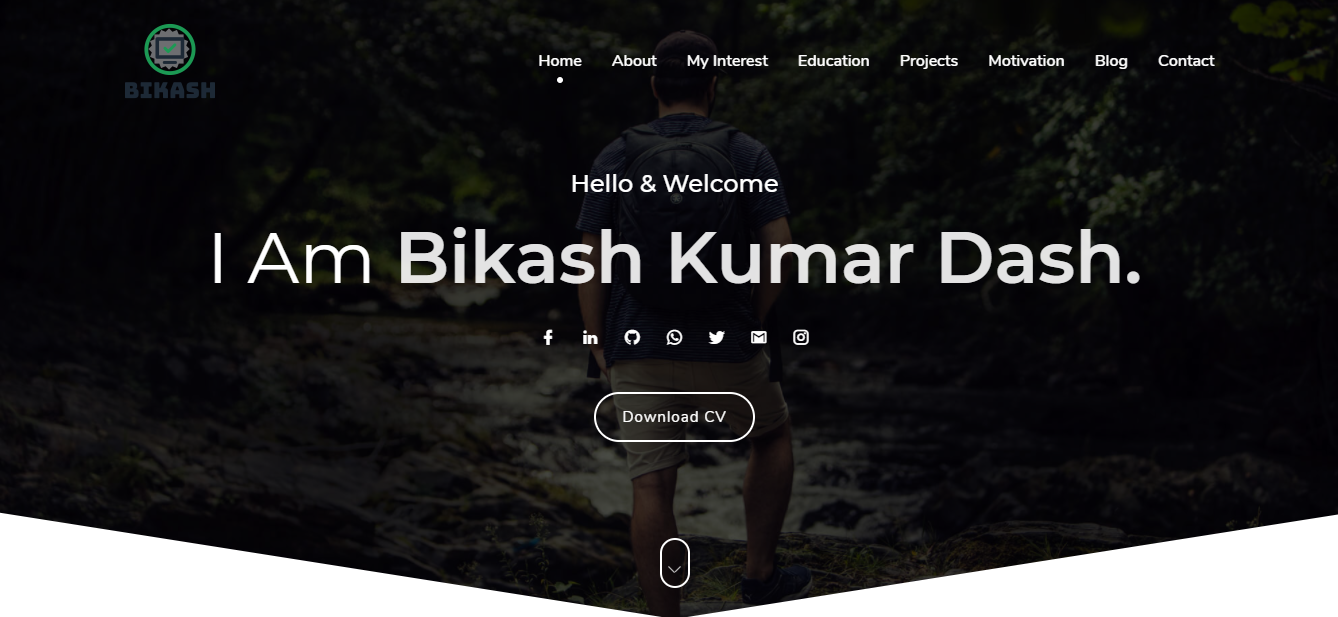 BIKASH
Home About My Interest Education Projects Motivation Blog Contact
Hello & Welcome
I Am Bikash Kumar Dash.
Download CV